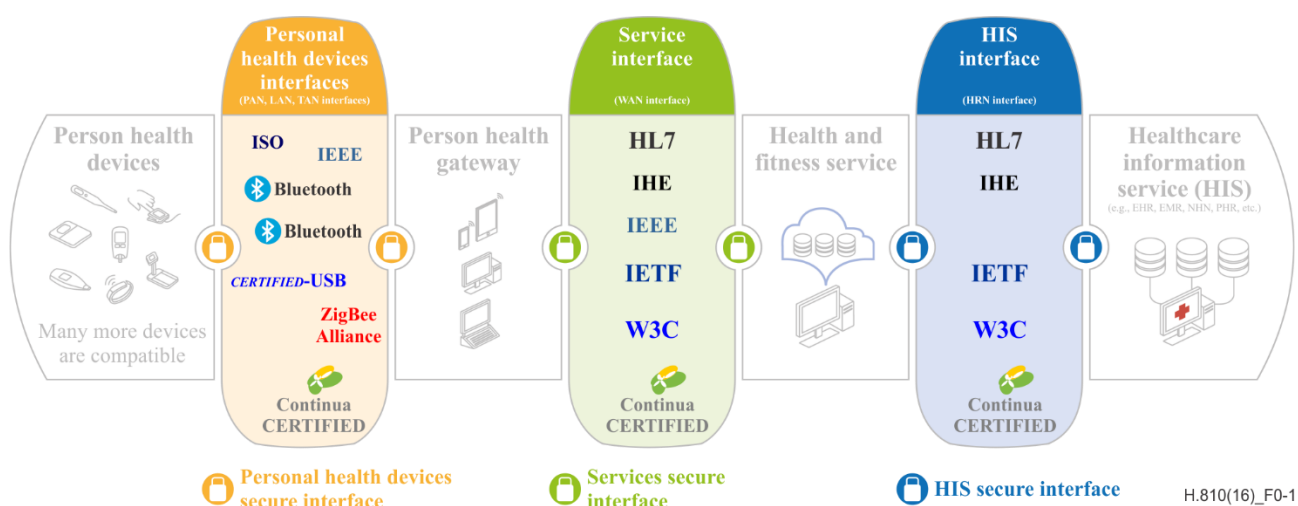 Personal
health devices
interfaces
(PAN, LAN, TAN interfaces)
Service
interface
(WAN interface)
HIS
interface
(HRN interface)
Person health
devices
Many more devices
are compatible
ISO
IEEE
Bluetooth
Bluetooth
CERTIFIED-USB
ZigBee
Alliance
Continua
CERTIFIED
Person health
gateway
HL7
IHE
IEEE
IETF
W3C
Continua
CERTIFIED
Health and
fitness service
HL7
IHE
IETF
W3C
Continua
CERTIFIED
Healthcare
information
service (HIS)
(e.g., EHR, EMR, NHN, PHR, etc.)
Personal health devices
secure interface
Services secure
interface
HIS secure interface
H.810(16)_F0-1